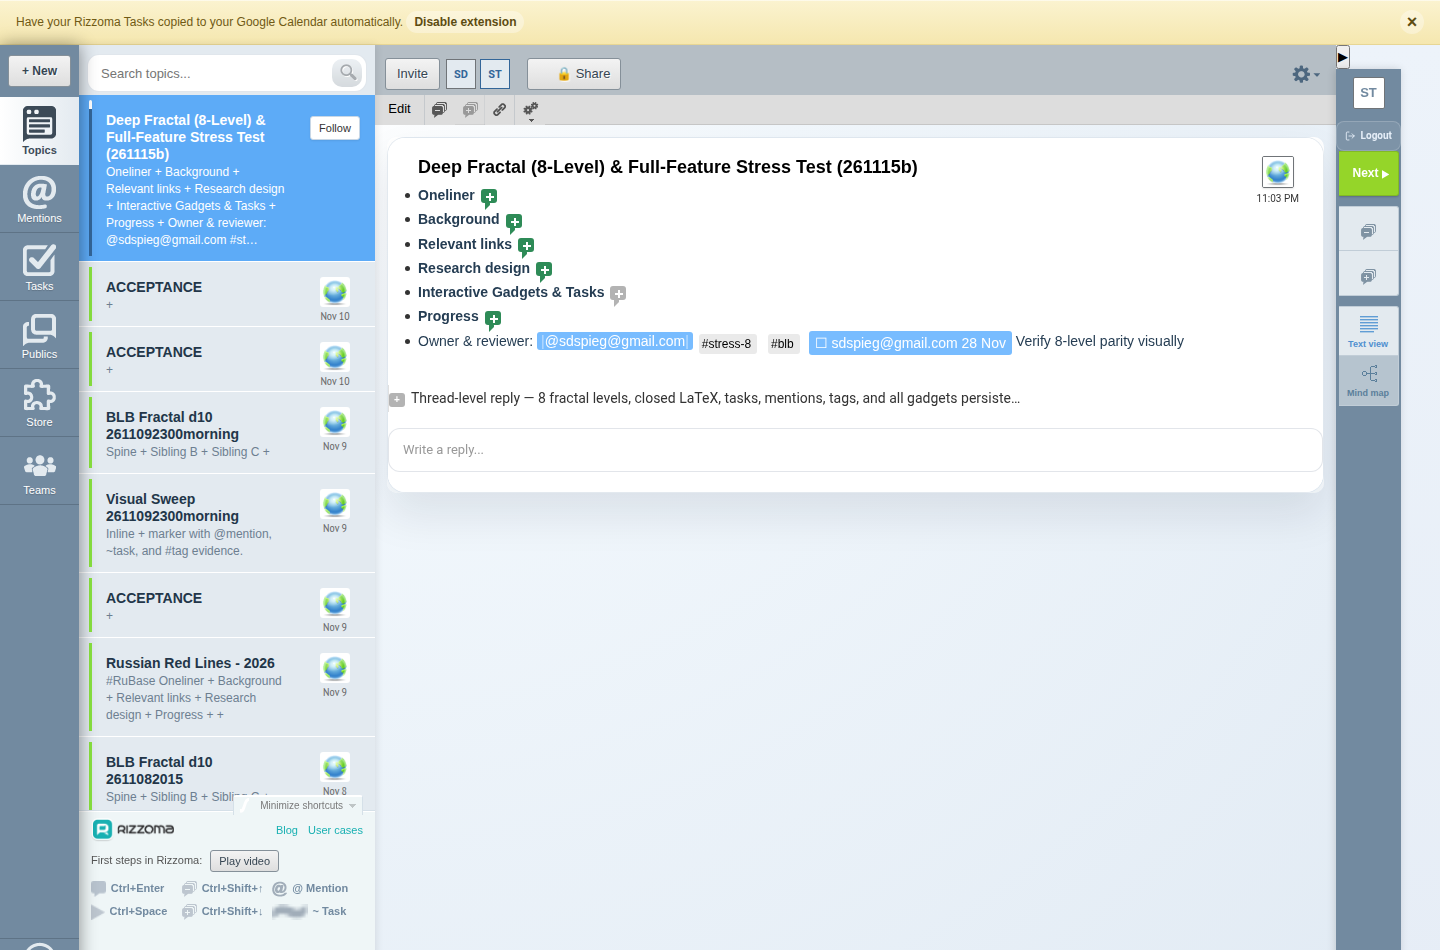 Have your Rizzoma Tasks copied to your Google Calendar automatically. Disable extension ×
+ New
Topics
Mentions
Tasks
Publics
Store
Teams
Search topics...
Deep Fractal (8-Level) &
Full-Feature Stress Test
(261115b)
Follow
Oneliner + Background +
Relevant links + Research design
+ Interactive Gadgets & Tasks +
Progress + Owner & reviewer:
@sdspieg@gmail.com #st…
ACCEPTANCE
+
Nov 10
ACCEPTANCE
+
Nov 10
BLB Fractal d10
2611092300morning
Spine + Sibling B + Sibling C +
Nov 9
Visual Sweep
2611092300morning
Inline + marker with @mention,
~task, and #tag evidence.
Nov 9
ACCEPTANCE
+
Nov 9
Russian Red Lines - 2026
#RuBase Oneliner + Background
+ Relevant links + Research
design + Progress + +
Nov 9
BLB Fractal d10
2611082015
Spine + Sibling B + Sibling C +
Nov 8
Minimize shortcuts
RIZZOMA
Blog User cases
First steps in Rizzoma: Play video
Ctrl+Enter Ctrl+Shift+↑ @ Mention
Ctrl+Space Ctrl+Shift+↓ ~ Task
Invite SD ST Share
Edit
Deep Fractal (8-Level) & Full-Feature Stress Test (261115b)
11:03 PM
Oneliner
Background
Relevant links
Research design
Interactive Gadgets & Tasks
Progress
Owner & reviewer: @sdspieg@gmail.com #stress-8 #blb ☐ sdspieg@gmail.com 28 Nov Verify 8-level parity visually
Thread-level reply — 8 fractal levels, closed LaTeX, tasks, mentions, tags, and all gadgets persiste…
Write a reply...
ST
Logout
Next ▶
Text view
Mind map